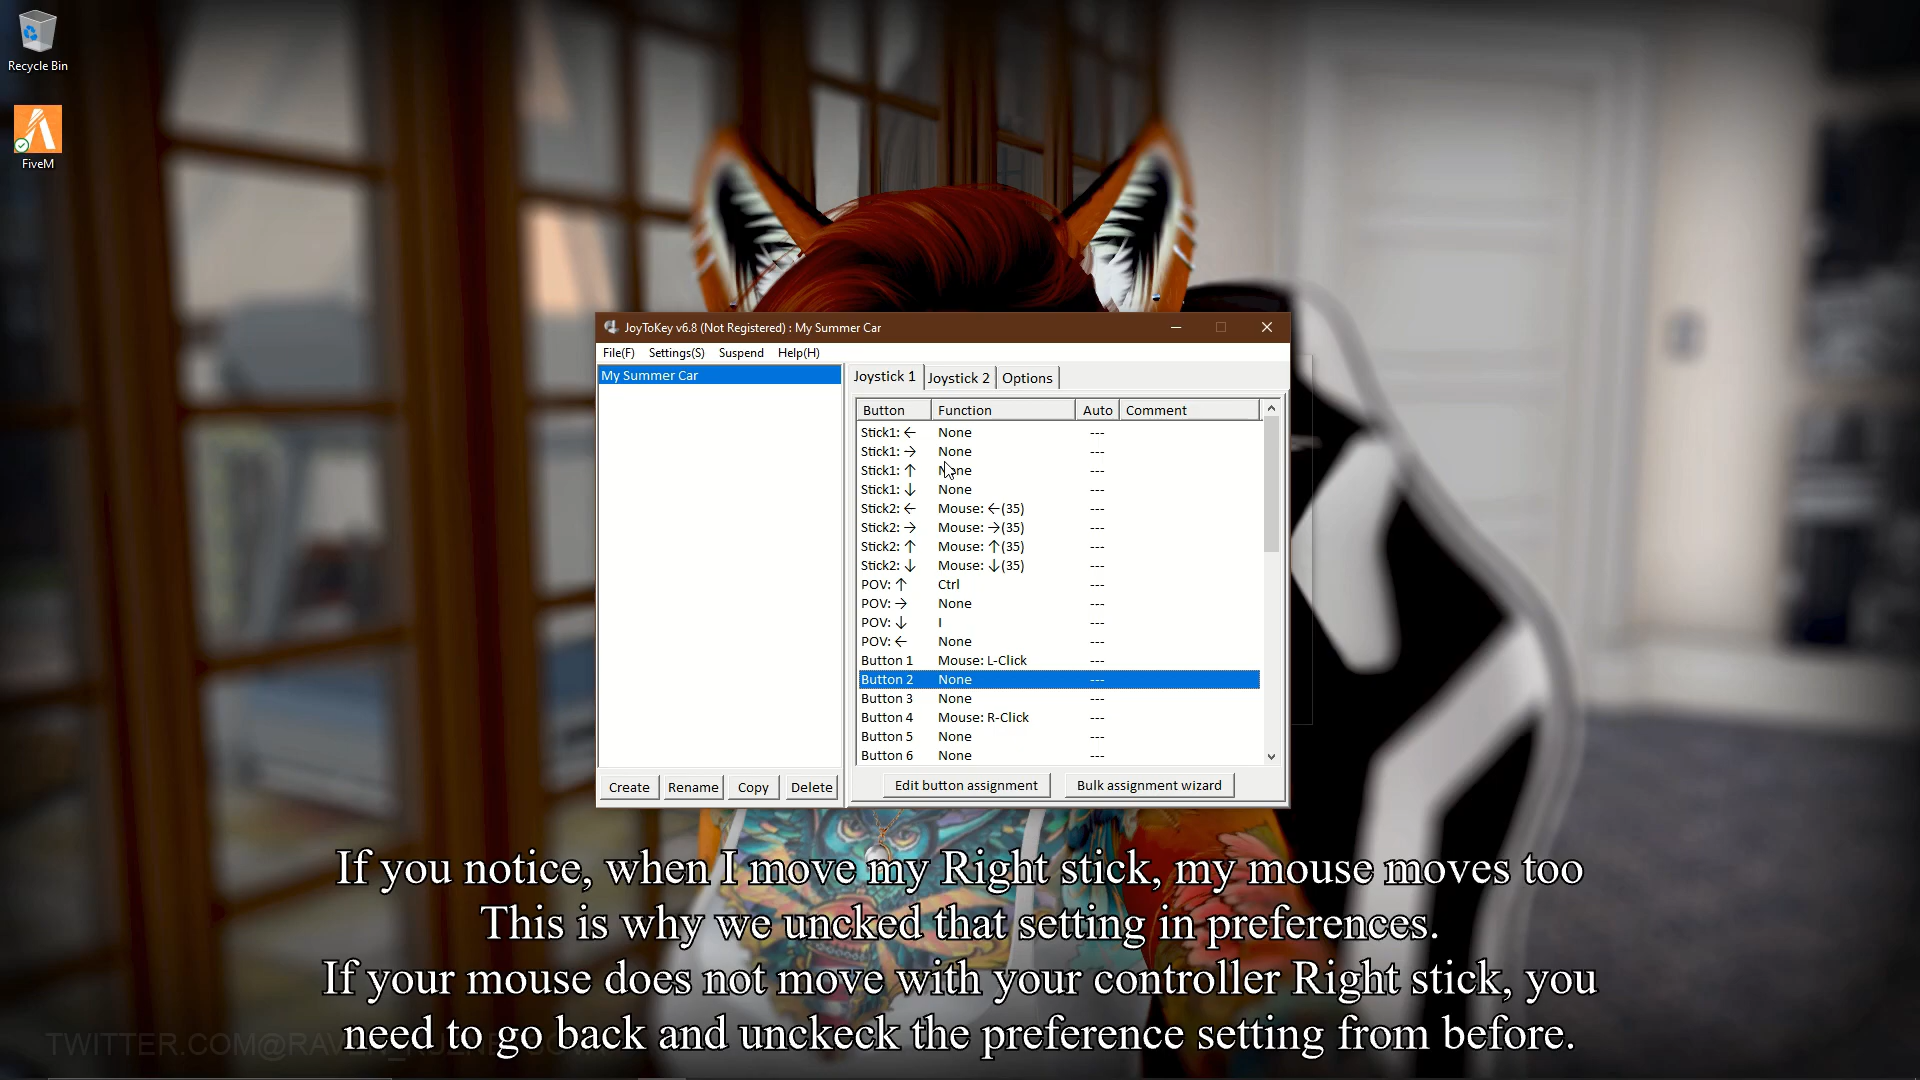 Recycle Bin
FiveM
JoyToKey v6.8 (Not Registered) : My Summer Car
File(F) Settings(S) Suspend Help(H)
My Summer Car
Joystick 1 Joystick 2 Options
Button Function Auto Comment
Stick1: ← None ---
Stick1: → None ---
Stick1: ↑ None ---
Stick1: ↓ None ---
Stick2: ← Mouse: ←(35) ---
Stick2: → Mouse: →(35) ---
Stick2: ↑ Mouse: ↑(35) ---
Stick2: ↓ Mouse: ↓(35) ---
POV: ↑ Ctrl ---
POV: → None ---
POV: ↓ I ---
POV: ← None ---
Button 1 Mouse: L-Click ---
Button 2 None ---
Button 3 None ---
Button 4 Mouse: R-Click ---
Button 5 None ---
Button 6 None ---
Create Rename Copy Delete
Edit button assignment Bulk assignment wizard
If you notice, when I move my Right stick, my mouse moves too
This is why we uncked that setting in preferences.
If your mouse does not move with your controller Right stick, you
need to go back and unckeck the preference setting from before.